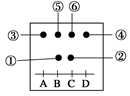 ⑤ ⑥
③ ④
① ②
A B C D